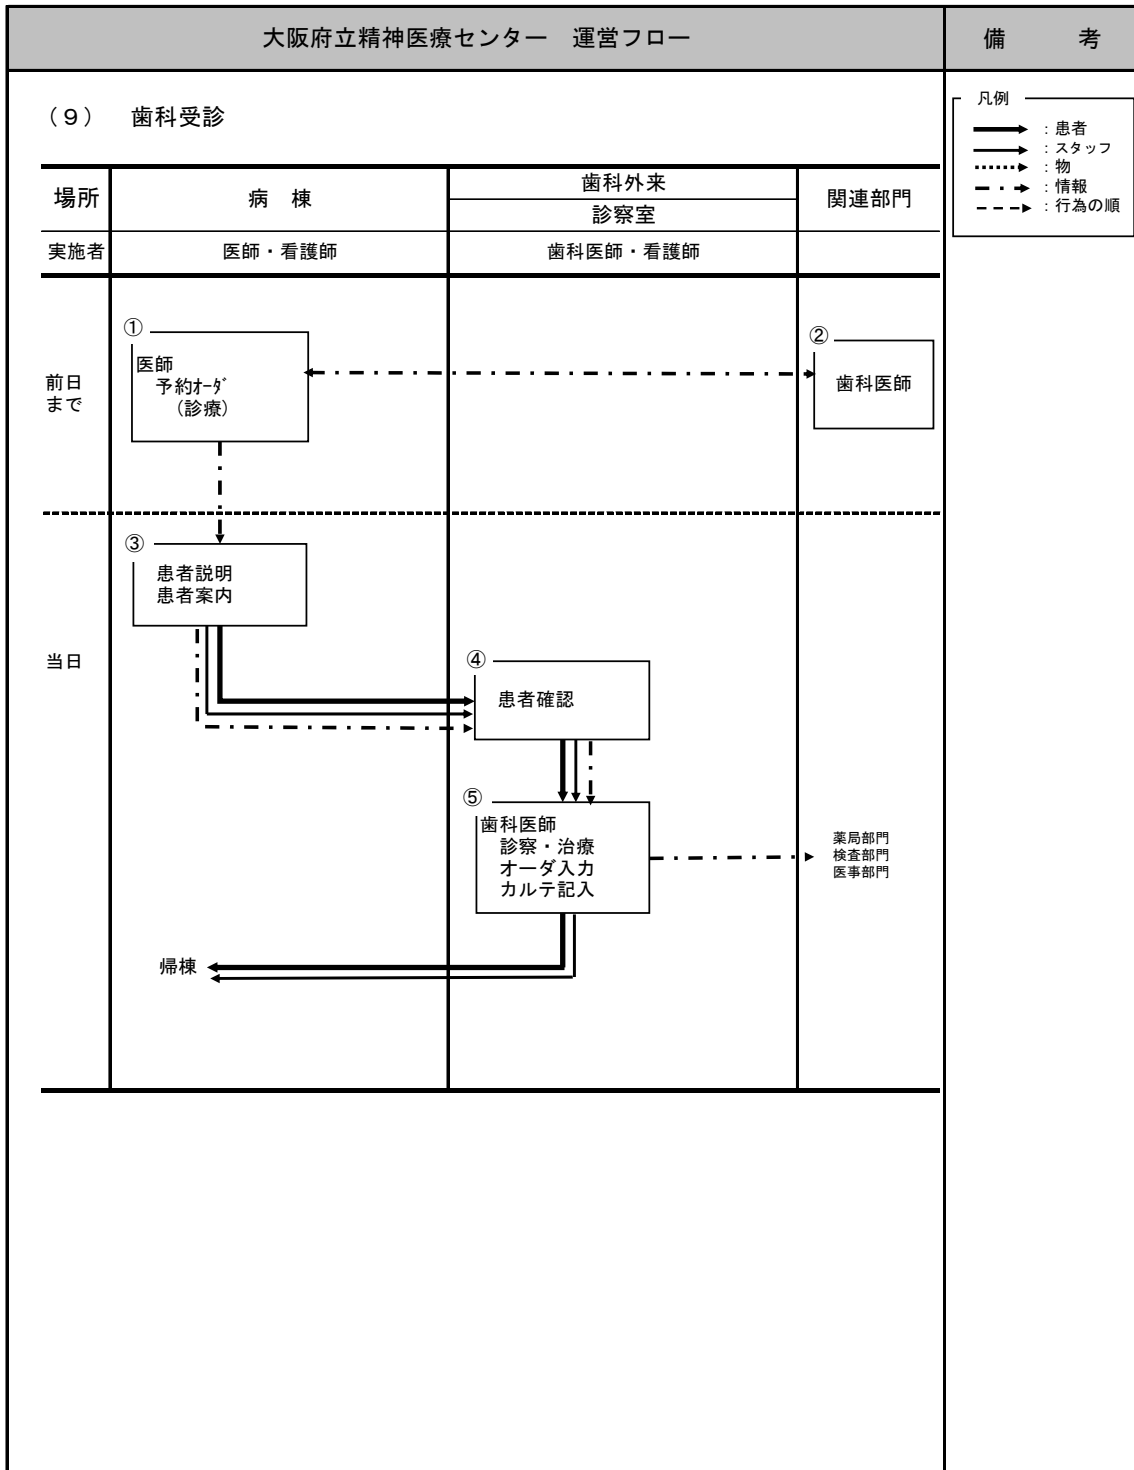 大阪府立精神医療センター　運営フロー
備　　考
（９）　歯科受診
凡例
：患者
：スタッフ
：物
：情報
：行為の順
場所
病　棟
歯科外来
診察室
関連部門
実施者
医師・看護師
歯科医師・看護師
前日
まで
①
医師
予約ｵｰﾀﾞ
（診療）
②
歯科医師
当日
③
患者説明
患者案内
④
患者確認
⑤
歯科医師
診察・治療
オーダ入力
カルテ記入
薬局部門
検査部門
医事部門
帰棟